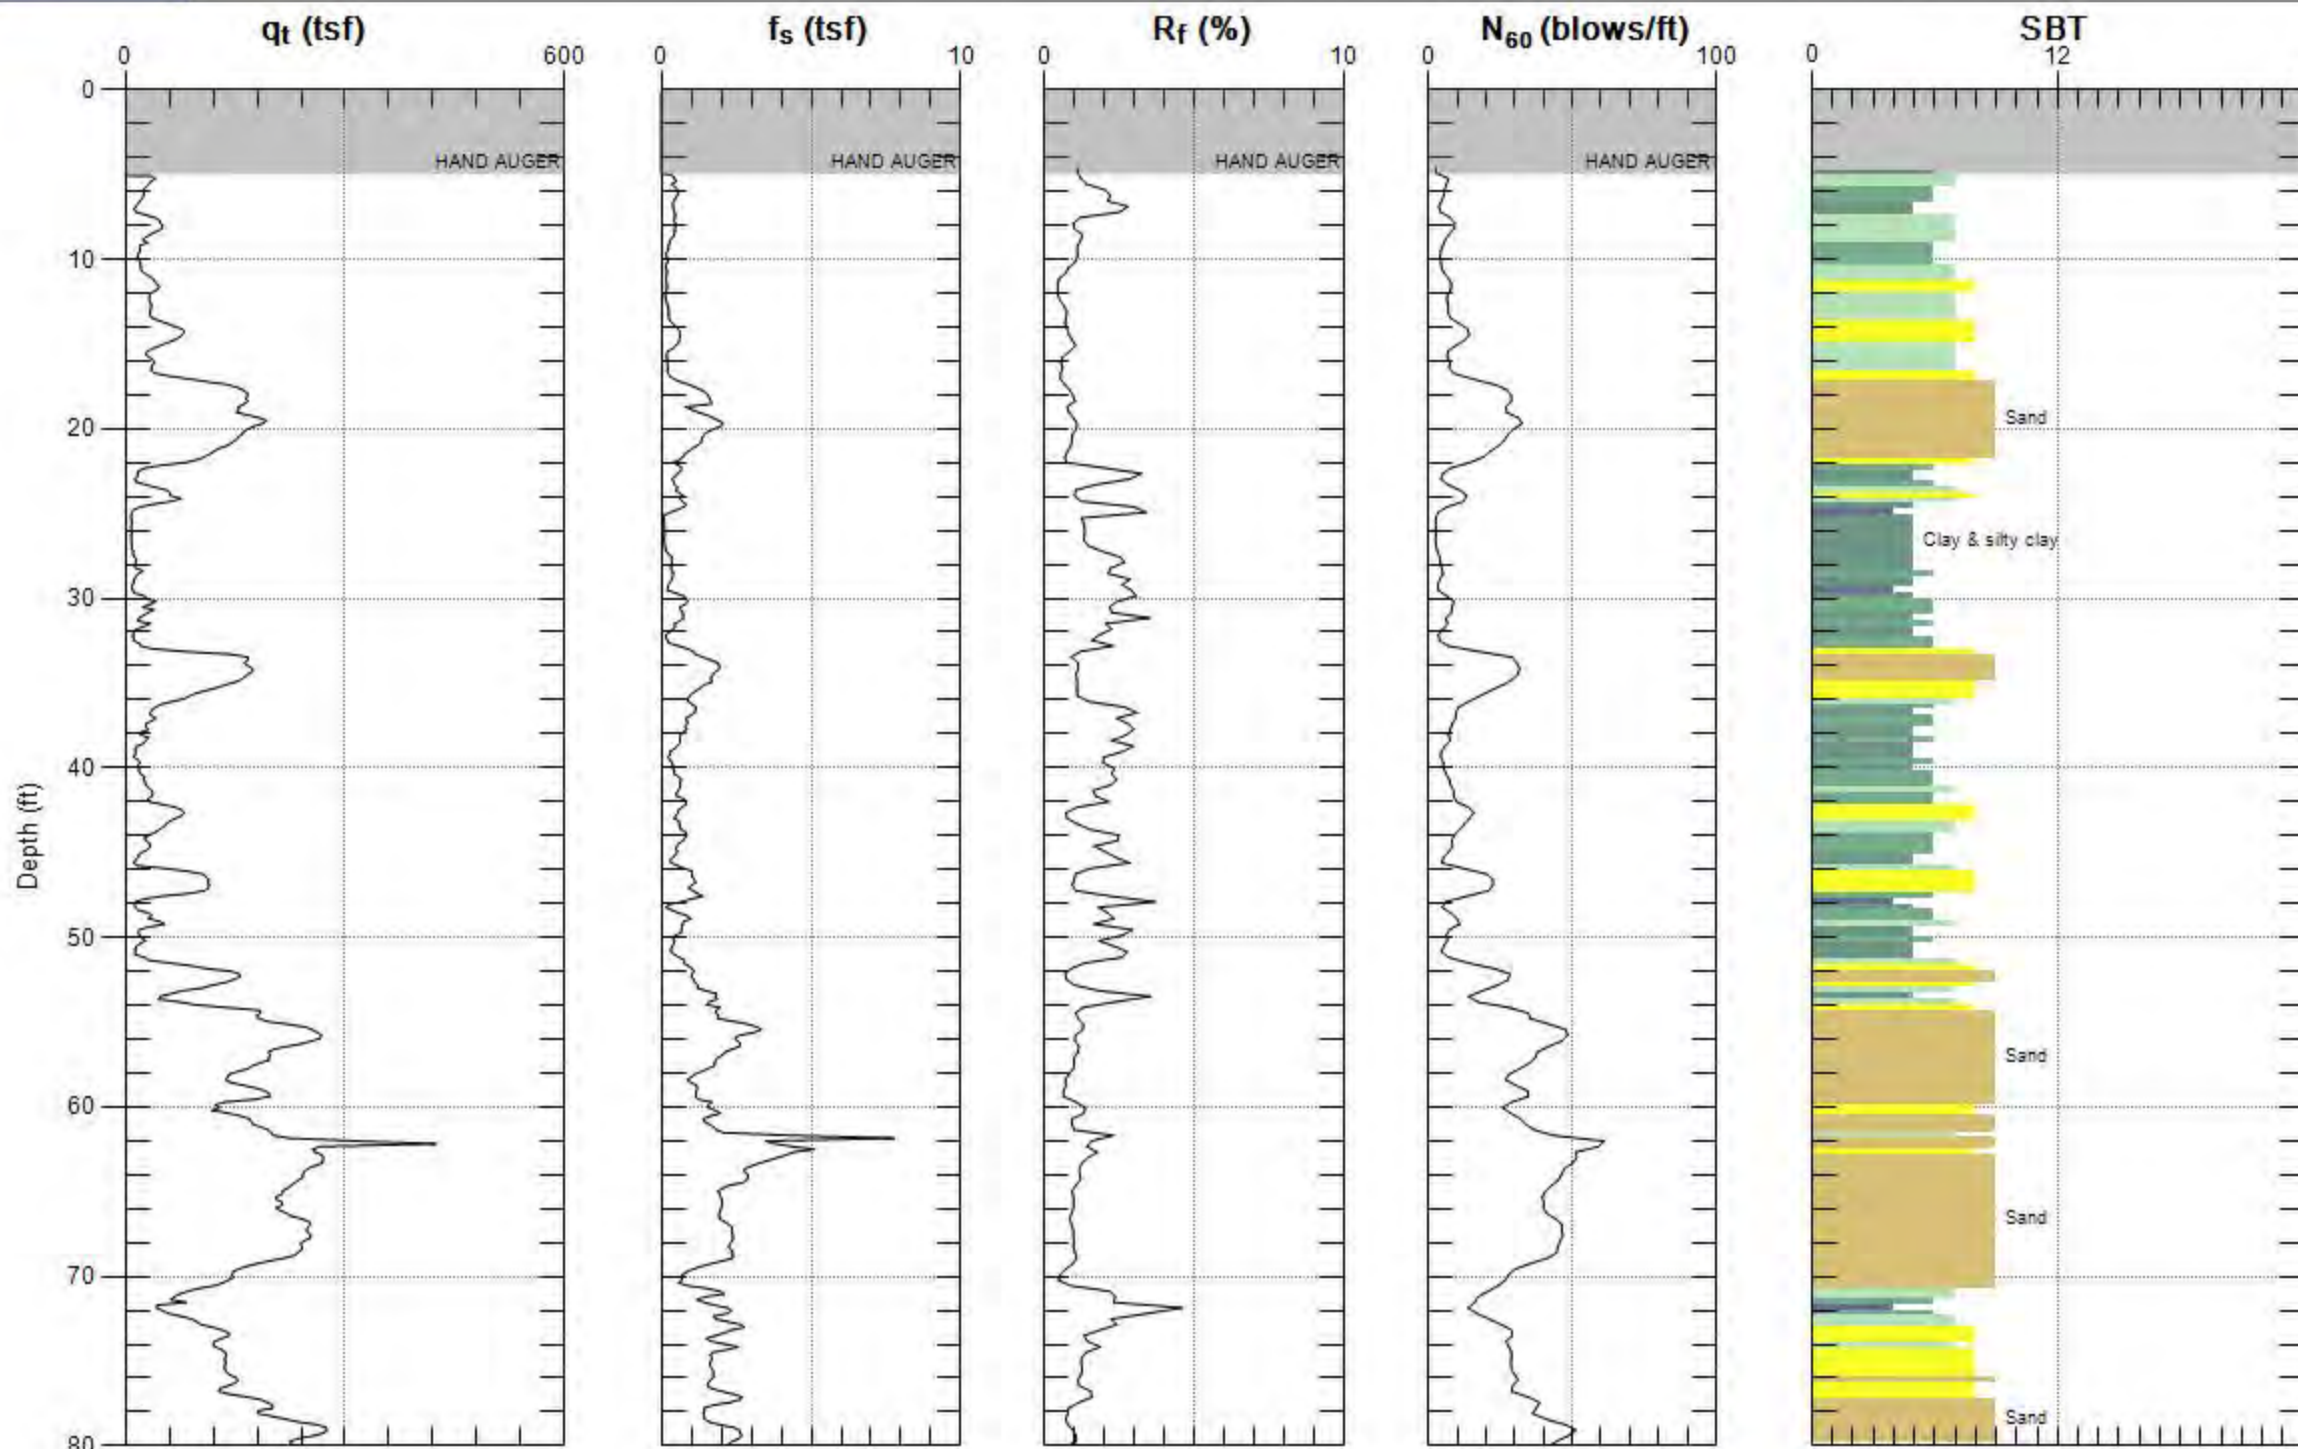 qt (tsf) fs (tsf) Rf (%) N60 (blows/ft) SBT
0 600 0 10 0 10 0 100 0 12
0
HAND AUGER HAND AUGER HAND AUGER HAND AUGER
10
Sand
20
Clay & silty clay
30
40
Depth (ft)
50
Sand
60
Sand
70
Sand
80